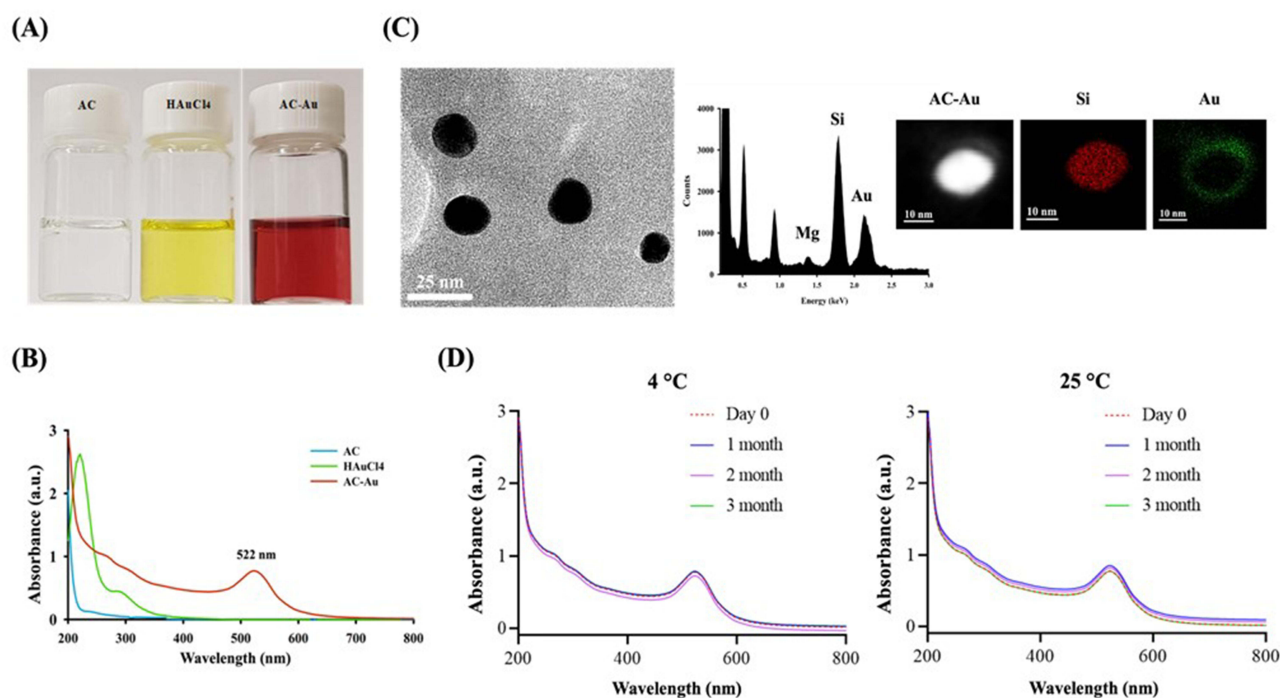 (A)
AC
HAuCl4
AC-Au
(C)
25 nm
4000
3000
2000
1000
0
Counts
Si
Au
Mg
0.5
1.0
1.5
2.0
2.5
3.0
Energy (keV)
AC-Au
10 nm
Si
10 nm
Au
10 nm
(B)
3
2
1
0
Absorbance (a.u.)
AC
HAuCl4
AC-Au
522 nm
200
300
400
500
600
700
800
Wavelength (nm)
(D)
4 °C
3
2
1
0
Absorbance (a.u.)
Day 0
1 month
2 month
3 month
200
400
600
800
Wavelength (nm)
25 °C
3
2
1
0
Absorbance (a.u.)
Day 0
1 month
2 month
3 month
200
400
600
800
Wavelength (nm)